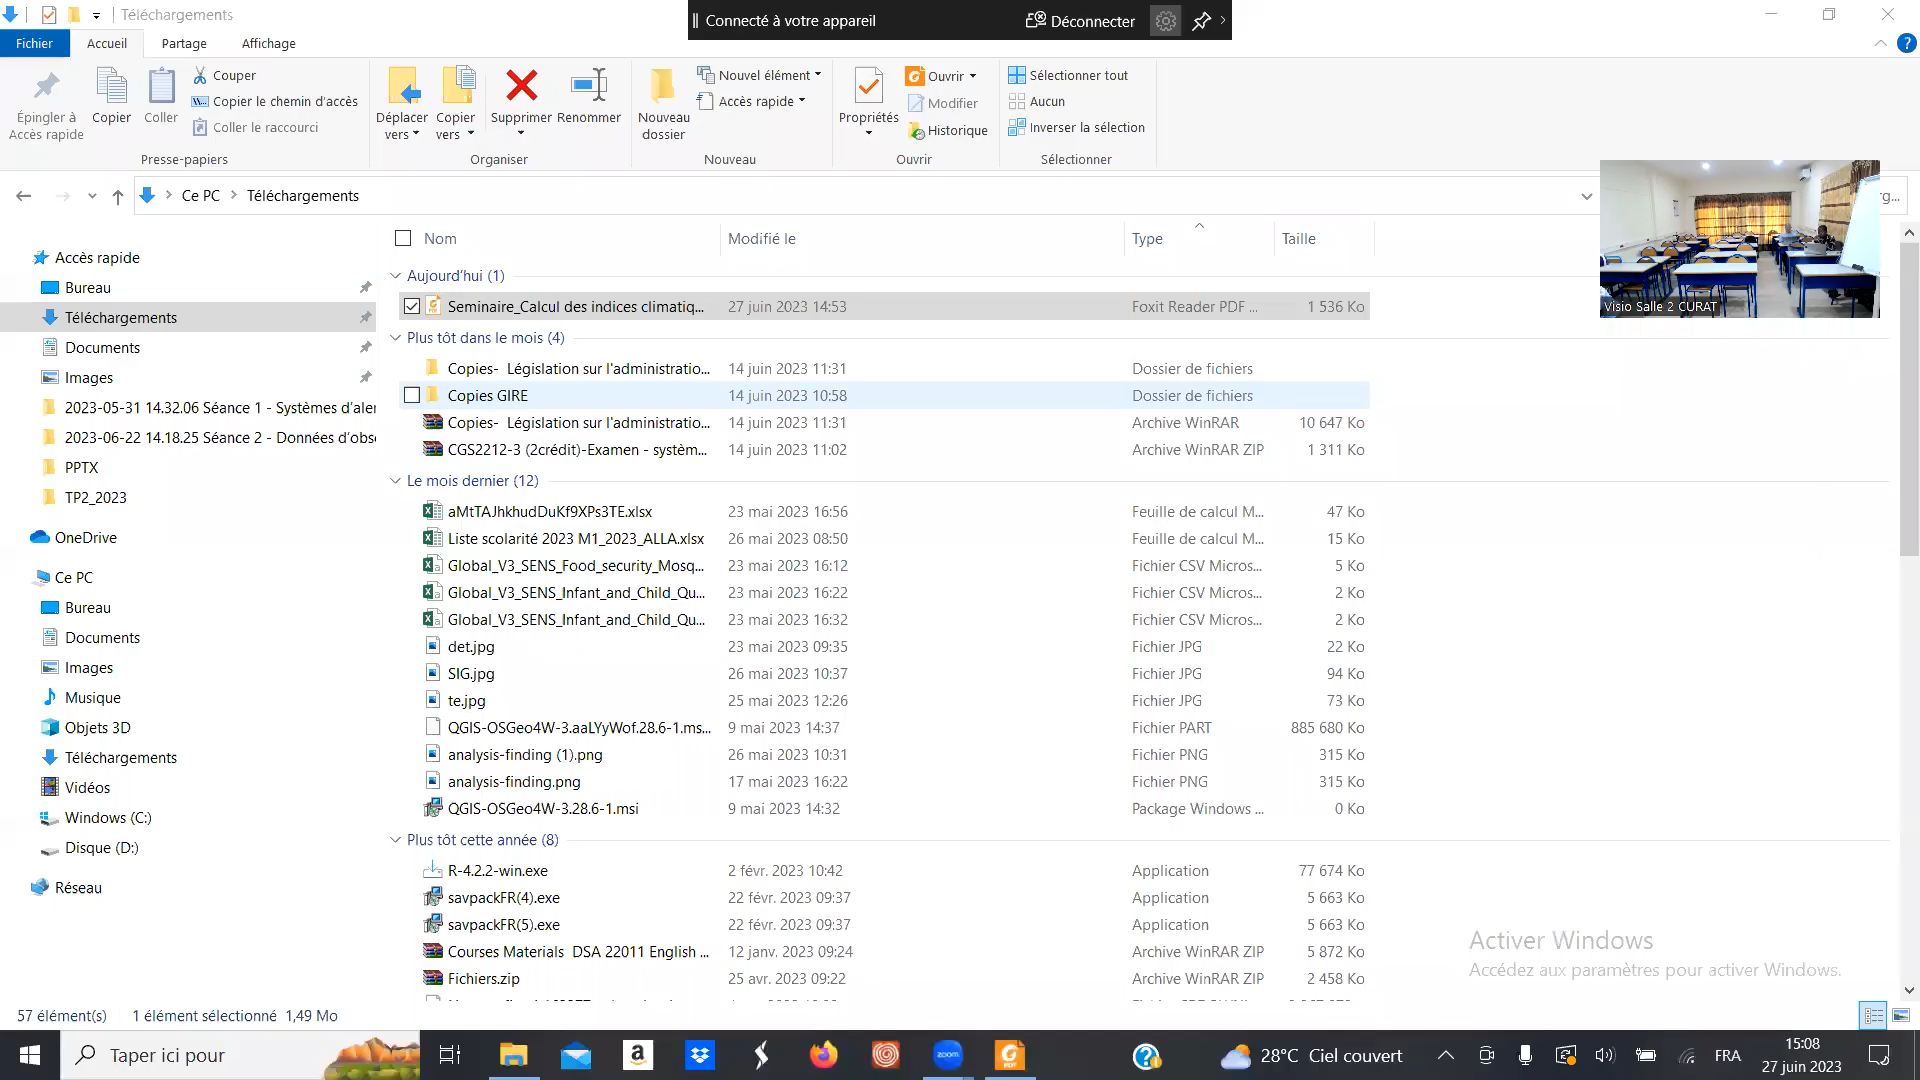 Téléchargements
Connecté à votre appareil
Déconnecter
Fichier
Accueil
Partage
Affichage
Épingler à
Accès rapide
Copier
Coller
Couper
Copier le chemin d'accès
Coller le raccourci
Presse-papiers
Déplacer
vers
Copier
vers
Supprimer
Renommer
Organiser
Nouveau
dossier
Nouvel élément
Accès rapide
Nouveau
Propriétés
Ouvrir
Modifier
Historique
Ouvrir
Sélectionner tout
Aucun
Inverser la sélection
Sélectionner
Ce PC > Téléchargements
g...
Visio Salle 2 CURAT
Accès rapide
Bureau
Téléchargements
Documents
Images
2023-05-31 14.32.06 Séance 1 - Systèmes d'aler
2023-06-22 14.18.25 Séance 2 - Données d'obse
PPTX
TP2_2023
OneDrive
Ce PC
Bureau
Documents
Images
Musique
Objets 3D
Téléchargements
Vidéos
Windows (C:)
Disque (D:)
Réseau
Nom Modifié le Type Taille
Aujourd'hui (1)
Seminaire_Calcul des indices climatiq... 27 juin 2023 14:53 Foxit Reader PDF ... 1 536 Ko
Plus tôt dans le mois (4)
Copies- Législation sur l'administratio... 14 juin 2023 11:31 Dossier de fichiers
Copies GIRE 14 juin 2023 10:58 Dossier de fichiers
Copies- Législation sur l'administratio... 14 juin 2023 11:31 Archive WinRAR 10 647 Ko
CGS2212-3 (2crédit)-Examen - systèm... 14 juin 2023 11:02 Archive WinRAR ZIP 1 311 Ko
Le mois dernier (12)
aMtTAJhkhudDuKf9XPs3TE.xlsx 23 mai 2023 16:56 Feuille de calcul M... 47 Ko
Liste scolarité 2023 M1_2023_ALLA.xlsx 26 mai 2023 08:50 Feuille de calcul M... 15 Ko
Global_V3_SENS_Food_security_Mosq... 23 mai 2023 16:12 Fichier CSV Micros... 5 Ko
Global_V3_SENS_Infant_and_Child_Qu... 23 mai 2023 16:22 Fichier CSV Micros... 2 Ko
Global_V3_SENS_Infant_and_Child_Qu... 23 mai 2023 16:32 Fichier CSV Micros... 2 Ko
det.jpg 23 mai 2023 09:35 Fichier JPG 22 Ko
SIG.jpg 26 mai 2023 10:37 Fichier JPG 94 Ko
te.jpg 25 mai 2023 12:26 Fichier JPG 73 Ko
QGIS-OSGeo4W-3.aaLYyWof.28.6-1.ms... 9 mai 2023 14:37 Fichier PART 885 680 Ko
analysis-finding (1).png 26 mai 2023 10:31 Fichier PNG 315 Ko
analysis-finding.png 17 mai 2023 16:22 Fichier PNG 315 Ko
QGIS-OSGeo4W-3.28.6-1.msi 9 mai 2023 14:32 Package Windows ... 0 Ko
Plus tôt cette année (8)
R-4.2.2-win.exe 2 févr. 2023 10:42 Application 77 674 Ko
savpackFR(4).exe 22 févr. 2023 09:37 Application 5 663 Ko
savpackFR(5).exe 22 févr. 2023 09:37 Application 5 663 Ko
Courses Materials DSA 22011 English ... 12 janv. 2023 09:24 Archive WinRAR ZIP 5 872 Ko
Fichiers.zip 25 avr. 2023 09:22 Archive WinRAR ZIP 2 458 Ko
Activer Windows
Accédez aux paramètres pour activer Windows.
57 élément(s) 1 élément sélectionné 1,49 Mo
Taper ici pour
zoom
28°C Ciel couvert
FRA
15:08
27 juin 2023